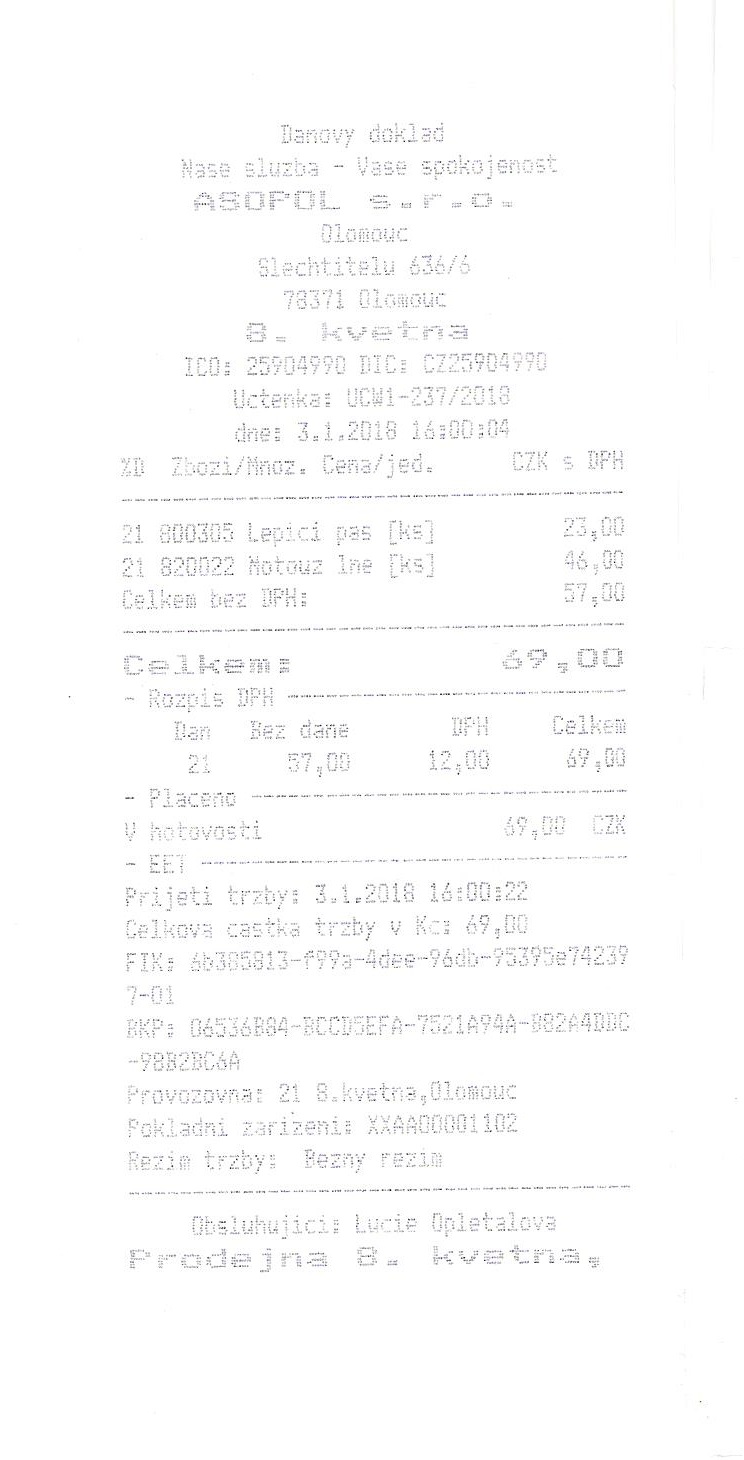 Danovy doklad
Nase sluzba - Vase spokojenost
ASOPOL s.r.o.
Olomouc
Slechtitelu 636/6
78371 Olomouc
8. kvetna
ICO: 25904990 DIC: CZ25904990
Uctenka: UCW1-237/2018
dne: 3.1.2018 16:00:04
%D Zbozi/Mnoz. Cena/jed. CZK s DPH
21 800305 Lepici pas [ks] 23,00
21 820022 Motouz lne [ks] 46,00
Celkem bez DPH: 57,00
Celkem: 69,00
- Rozpis DPH
Dan Bez dane DPH Celkem
21 57,00 12,00 69,00
- Placeno
V hotovosti 69,00 CZK
- EET
Prijeti trzby: 3.1.2018 16:00:22
Celkova castka trzby v Kc: 69,00
FIK: 6b385813-f99a-4dee-96db-95395e74239
7-01
BKP: 06536B84-BCCD5EFA-7521A94A-D82A4DDC
-98B2BC6A
Provozovna: 21 8.kvetna,Olomouc
Pokladni zarizeni: XXAA00001102
Rezim trzby: Bezny rezim
Obsluhujici: Lucie Opletalova
Prodejna 8. kvetna,